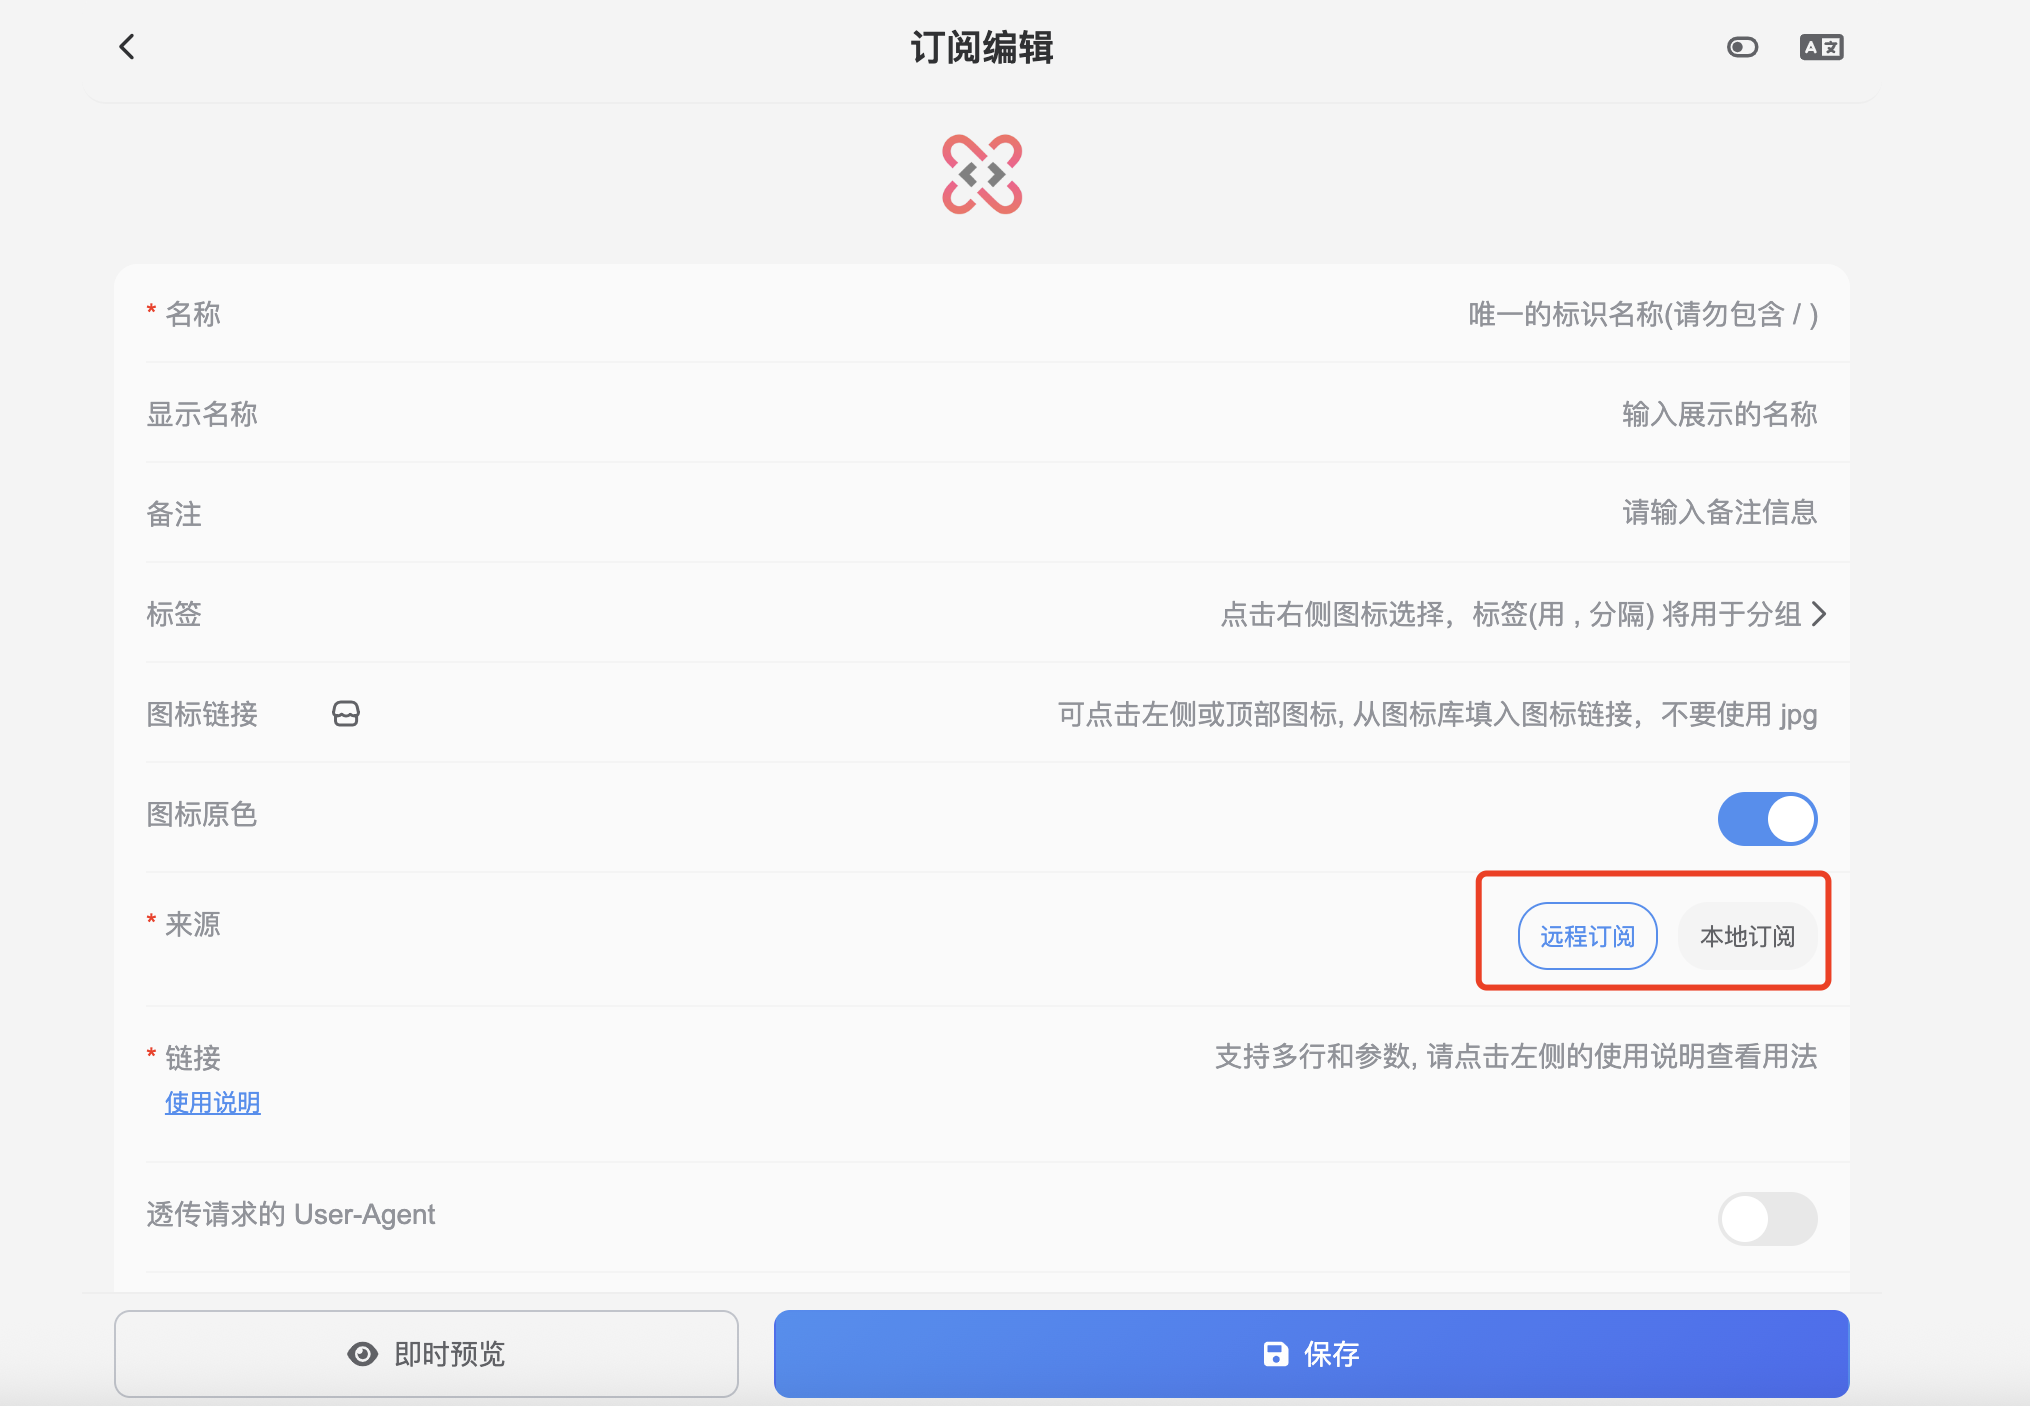 订阅编辑
* 名称 唯一的标识名称(请勿包含 / )
显示名称 输入展示的名称
备注 请输入备注信息
标签 点击右侧图标选择，标签(用 , 分隔) 将用于分组
图标链接 可点击左侧或顶部图标, 从图标库填入图标链接，不要使用 jpg
图标原色
* 来源 远程订阅 本地订阅
* 链接 支持多行和参数, 请点击左侧的使用说明查看用法
使用说明
透传请求的 User-Agent
即时预览 保存